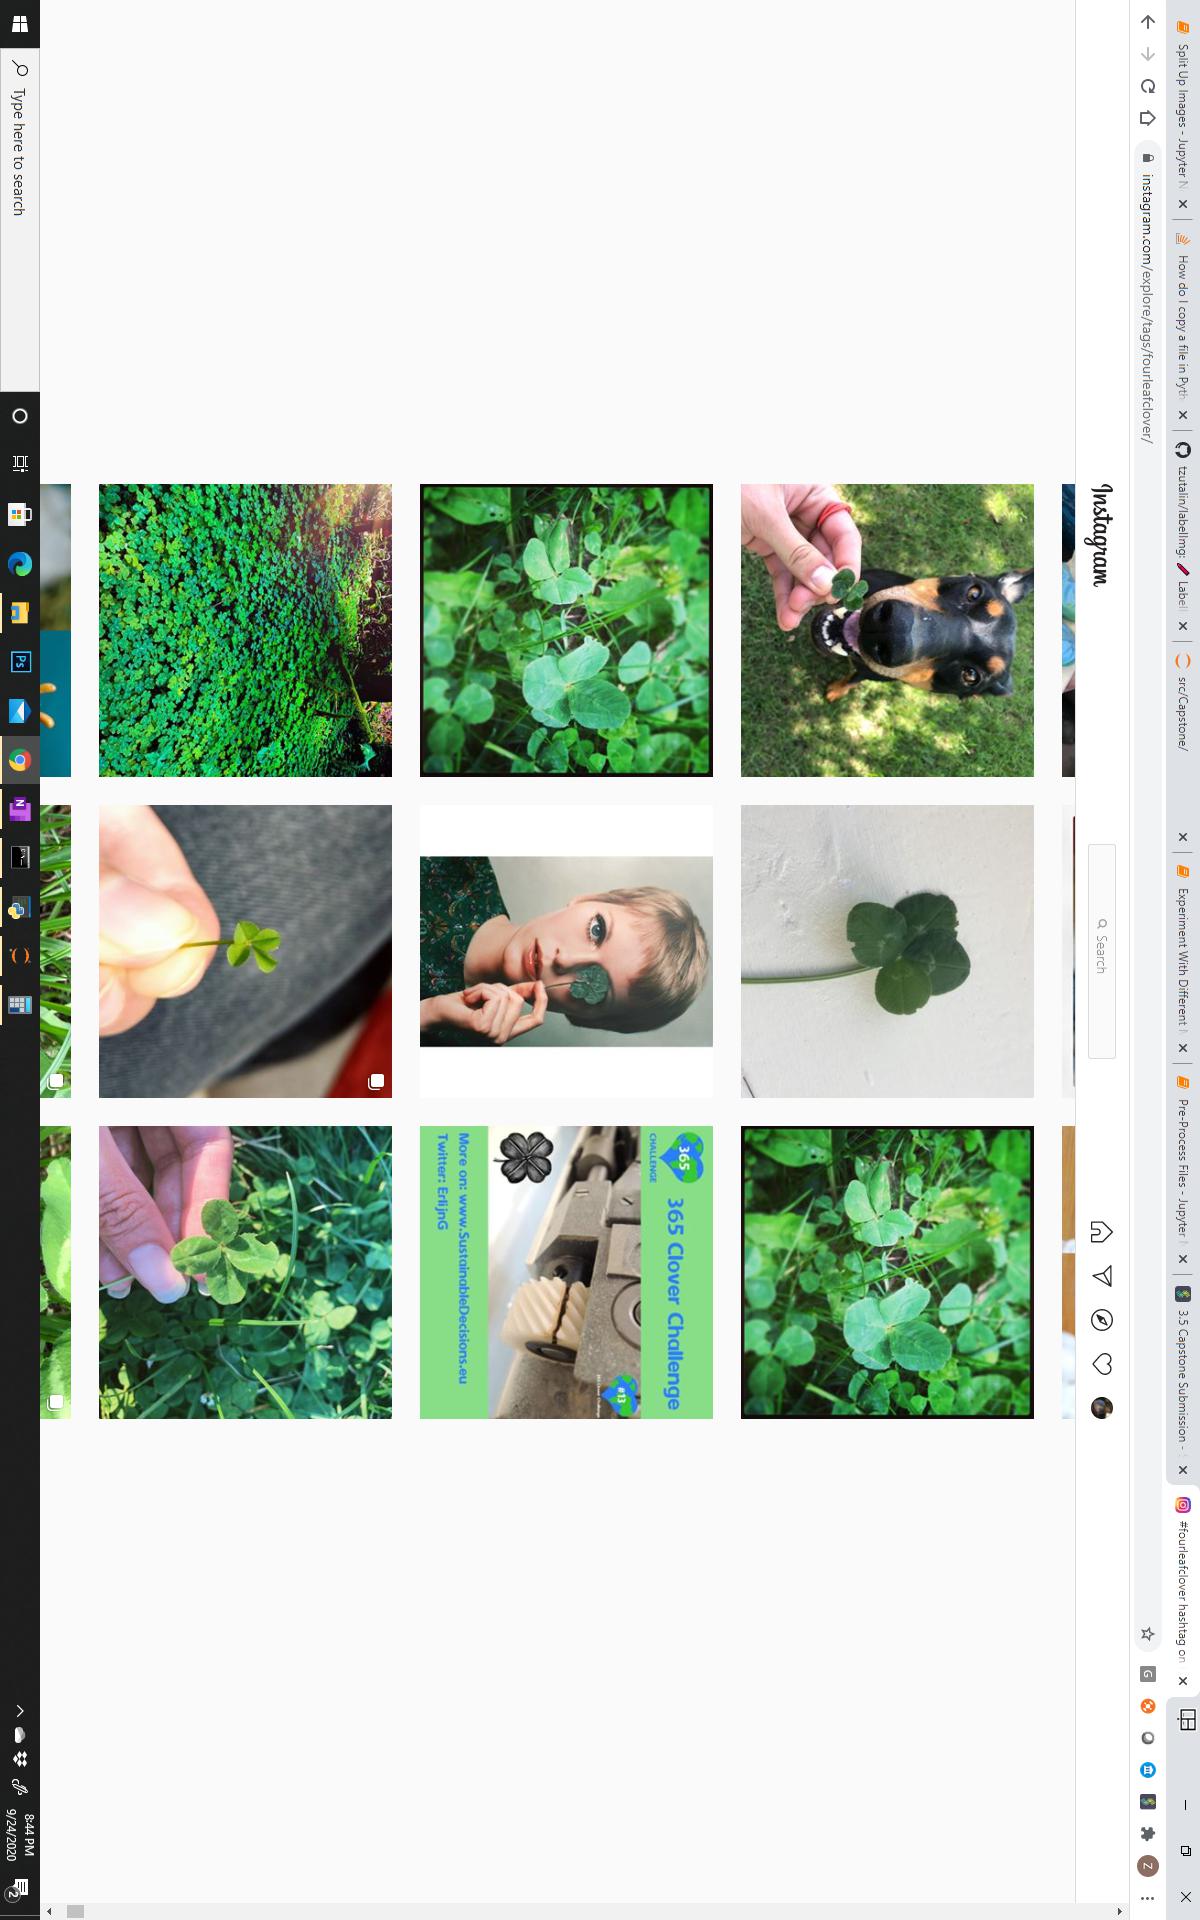 Split Up Images - Jupyter N
How do I copy a file in Pyth
tzutalin/labelImg: Labell
src/Capstone/
Experiment With Different
Pre-Process Files - Jupyter
3.5 Capstone Submission -
#fourleafclover hashtag on
instagram.com/explore/tags/fourleafclover/
G
Z
Instagram
Search
365
CHALLENGE
365 Clover Challenge
#13
More on: www.SustainableDecisions.eu
Twitter: ErlijnG
Type here to search
Ps
N
8:44 PM
9/24/2020
2